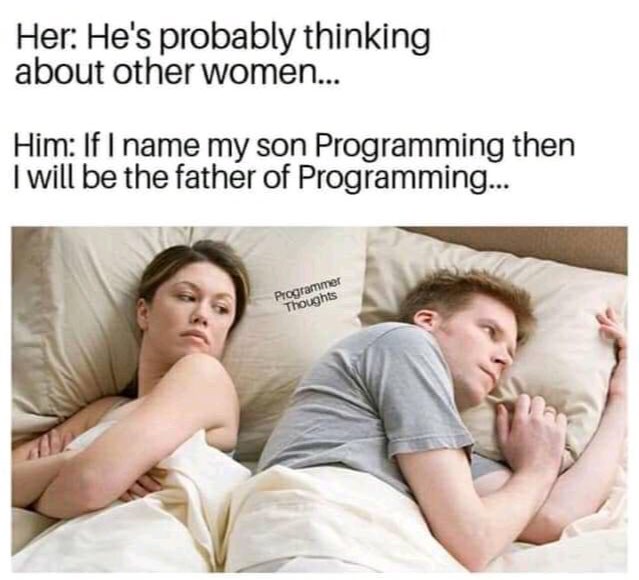 Her: He's probably thinking
about other women...
Him: If I name my son Programming then
I will be the father of Programming...
Programmer
Thoughts